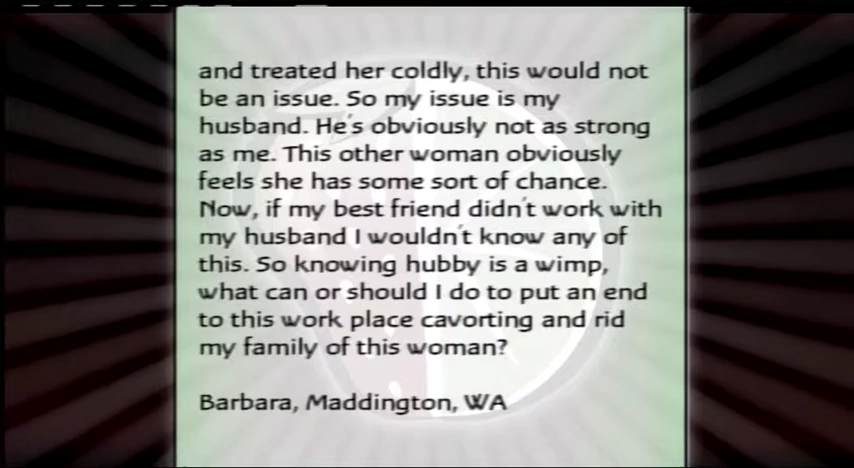 and treated her coldly, this would not
be an issue. So my issue is my
husband. He's obviously not as strong
as me. This other woman obviously
feels she has some sort of chance.
Now, if my best friend didn't work with
my husband I wouldn't know any of
this. So knowing hubby is a wimp,
what can or should I do to put an end
to this work place cavorting and rid
my family of this woman?
Barbara, Maddington, WA